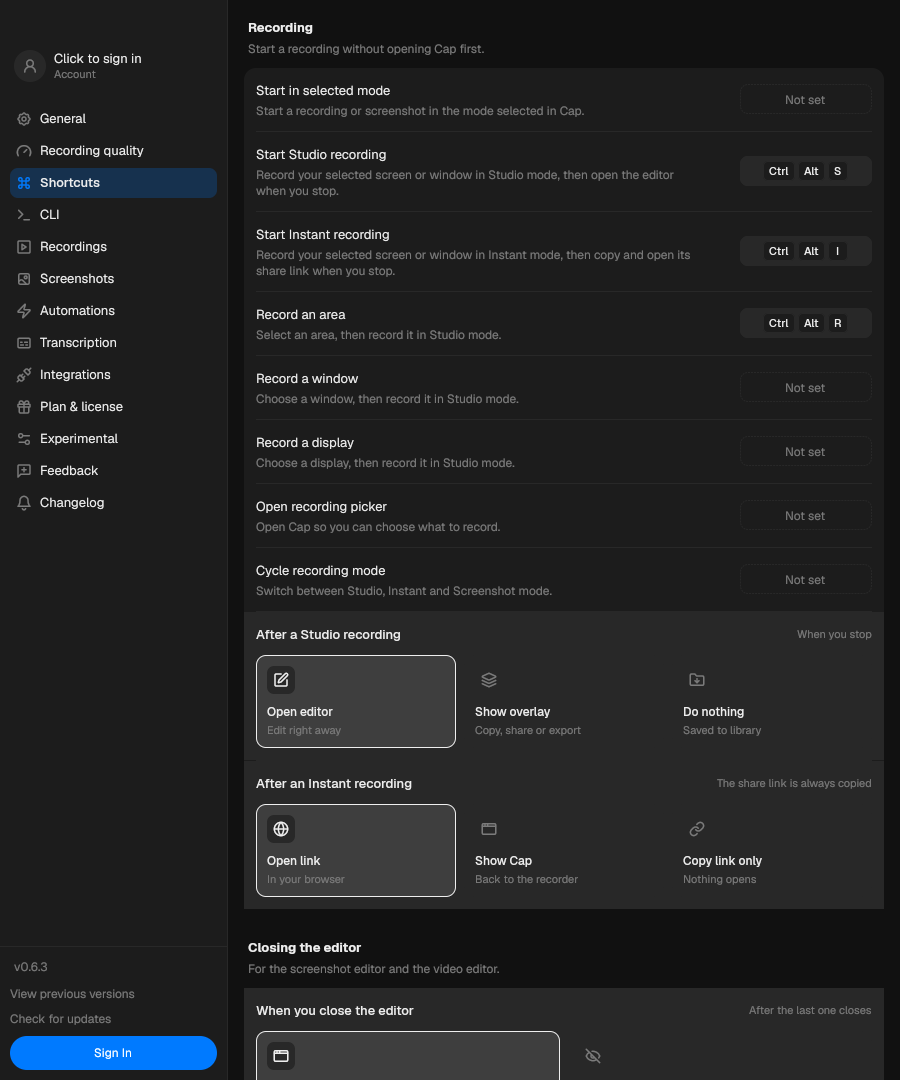 Click to sign in
Account
General
Recording quality
Shortcuts
CLI
Recordings
Screenshots
Automations
Transcription
Integrations
Plan & license
Experimental
Feedback
Changelog
v0.6.3
View previous versions
Check for updates
Sign In
Recording
Start a recording without opening Cap first.
Start in selected mode
Start a recording or screenshot in the mode selected in Cap.
Not set
Start Studio recording
Record your selected screen or window in Studio mode, then open the editor
when you stop.
Ctrl Alt S
Start Instant recording
Record your selected screen or window in Instant mode, then copy and open its
share link when you stop.
Ctrl Alt I
Record an area
Select an area, then record it in Studio mode.
Ctrl Alt R
Record a window
Choose a window, then record it in Studio mode.
Not set
Record a display
Choose a display, then record it in Studio mode.
Not set
Open recording picker
Open Cap so you can choose what to record.
Not set
Cycle recording mode
Switch between Studio, Instant and Screenshot mode.
Not set
After a Studio recording
When you stop
Open editor
Edit right away
Show overlay
Copy, share or export
Do nothing
Saved to library
After an Instant recording
The share link is always copied
Open link
In your browser
Show Cap
Back to the recorder
Copy link only
Nothing opens
Closing the editor
For the screenshot editor and the video editor.
When you close the editor
After the last one closes